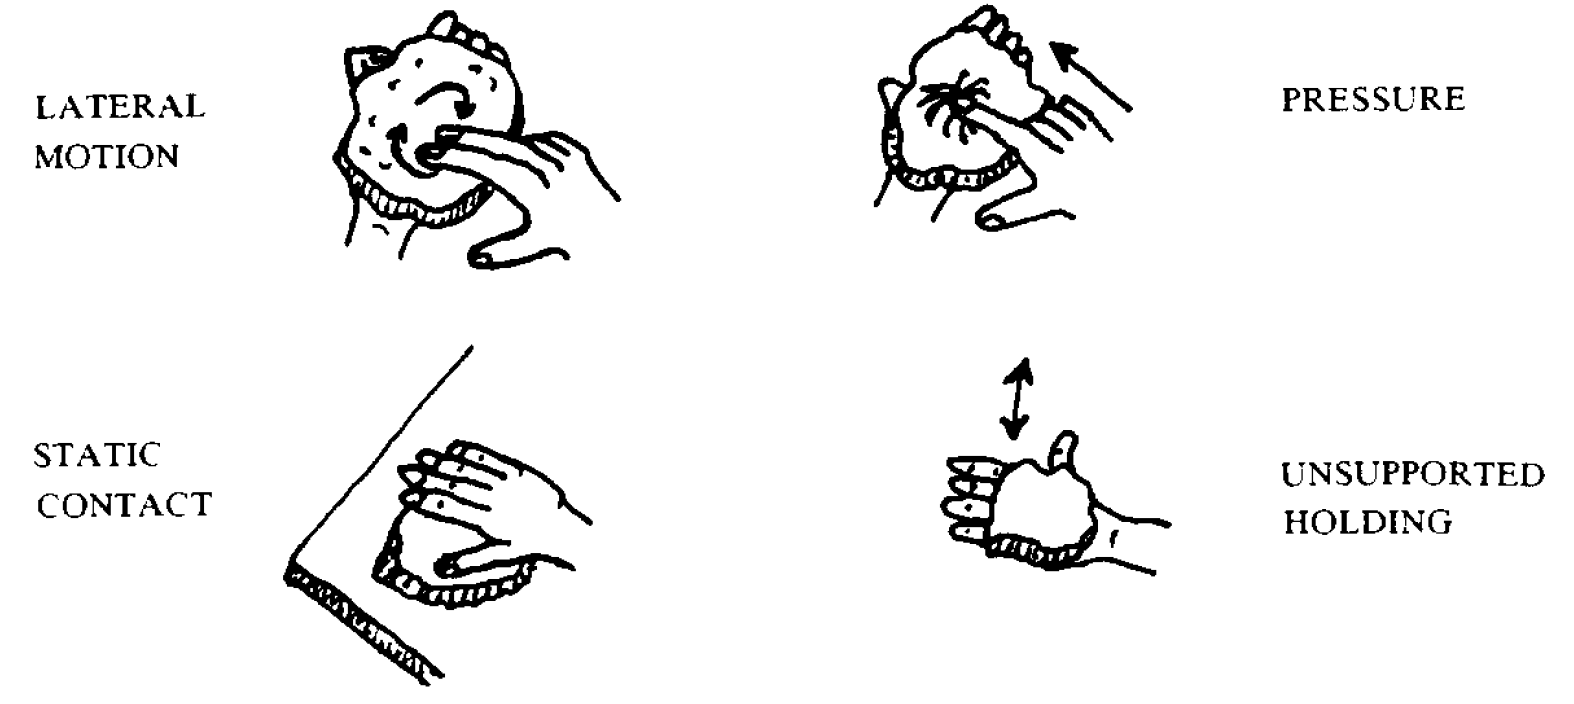 LATERAL
MOTION
PRESSURE
STATIC
CONTACT
UNSUPPORTED
HOLDING